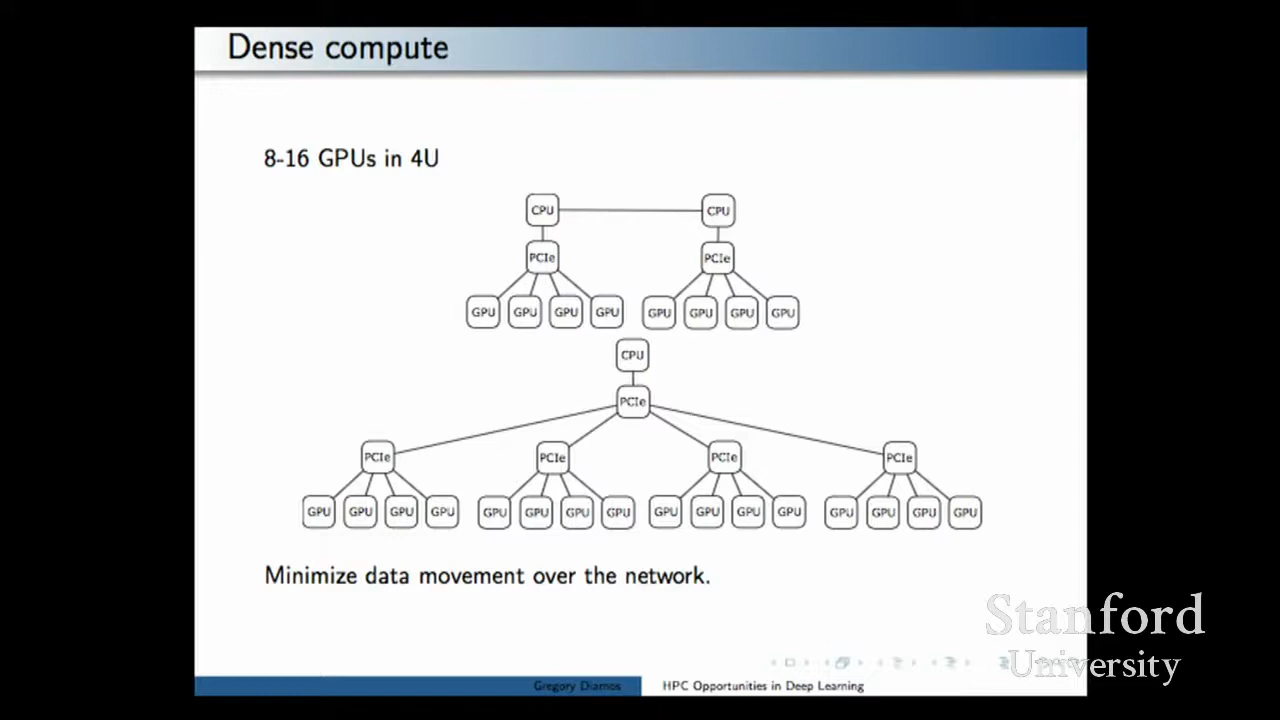 Dense compute
8-16 GPUs in 4U
CPU CPU
PCIe PCIe
GPU GPU GPU GPU GPU GPU GPU GPU
CPU
PCIe
PCIe PCIe PCIe PCIe
GPU GPU GPU GPU GPU GPU GPU GPU GPU GPU GPU GPU GPU GPU GPU GPU
Minimize data movement over the network.
Stanford
University
Gregory Diamos HPC Opportunities in Deep Learning